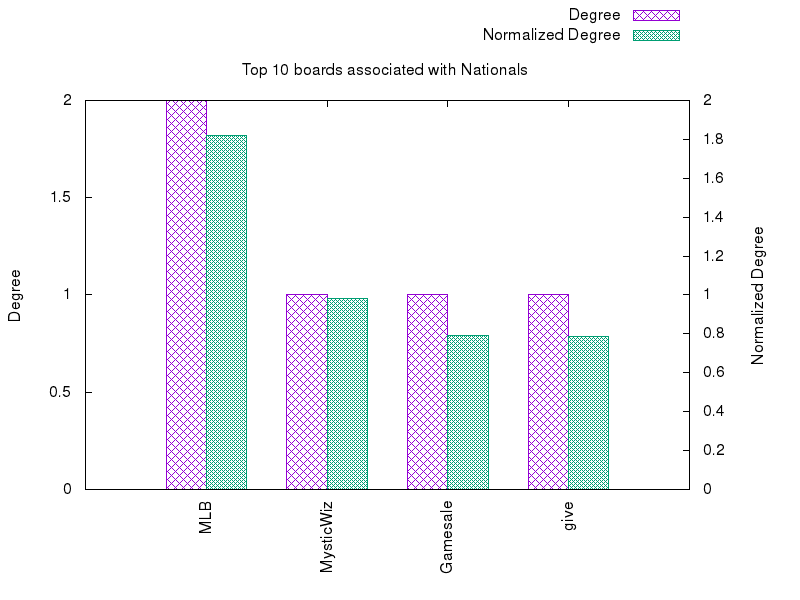 Degree
Normalized Degree
Top 10 boards associated with Nationals
2
1.5
1
0.5
0
2
1.8
1.6
1.4
1.2
1
0.8
0.6
0.4
0.2
0
Degree
Normalized Degree
MLB
MysticWiz
Gamesale
give